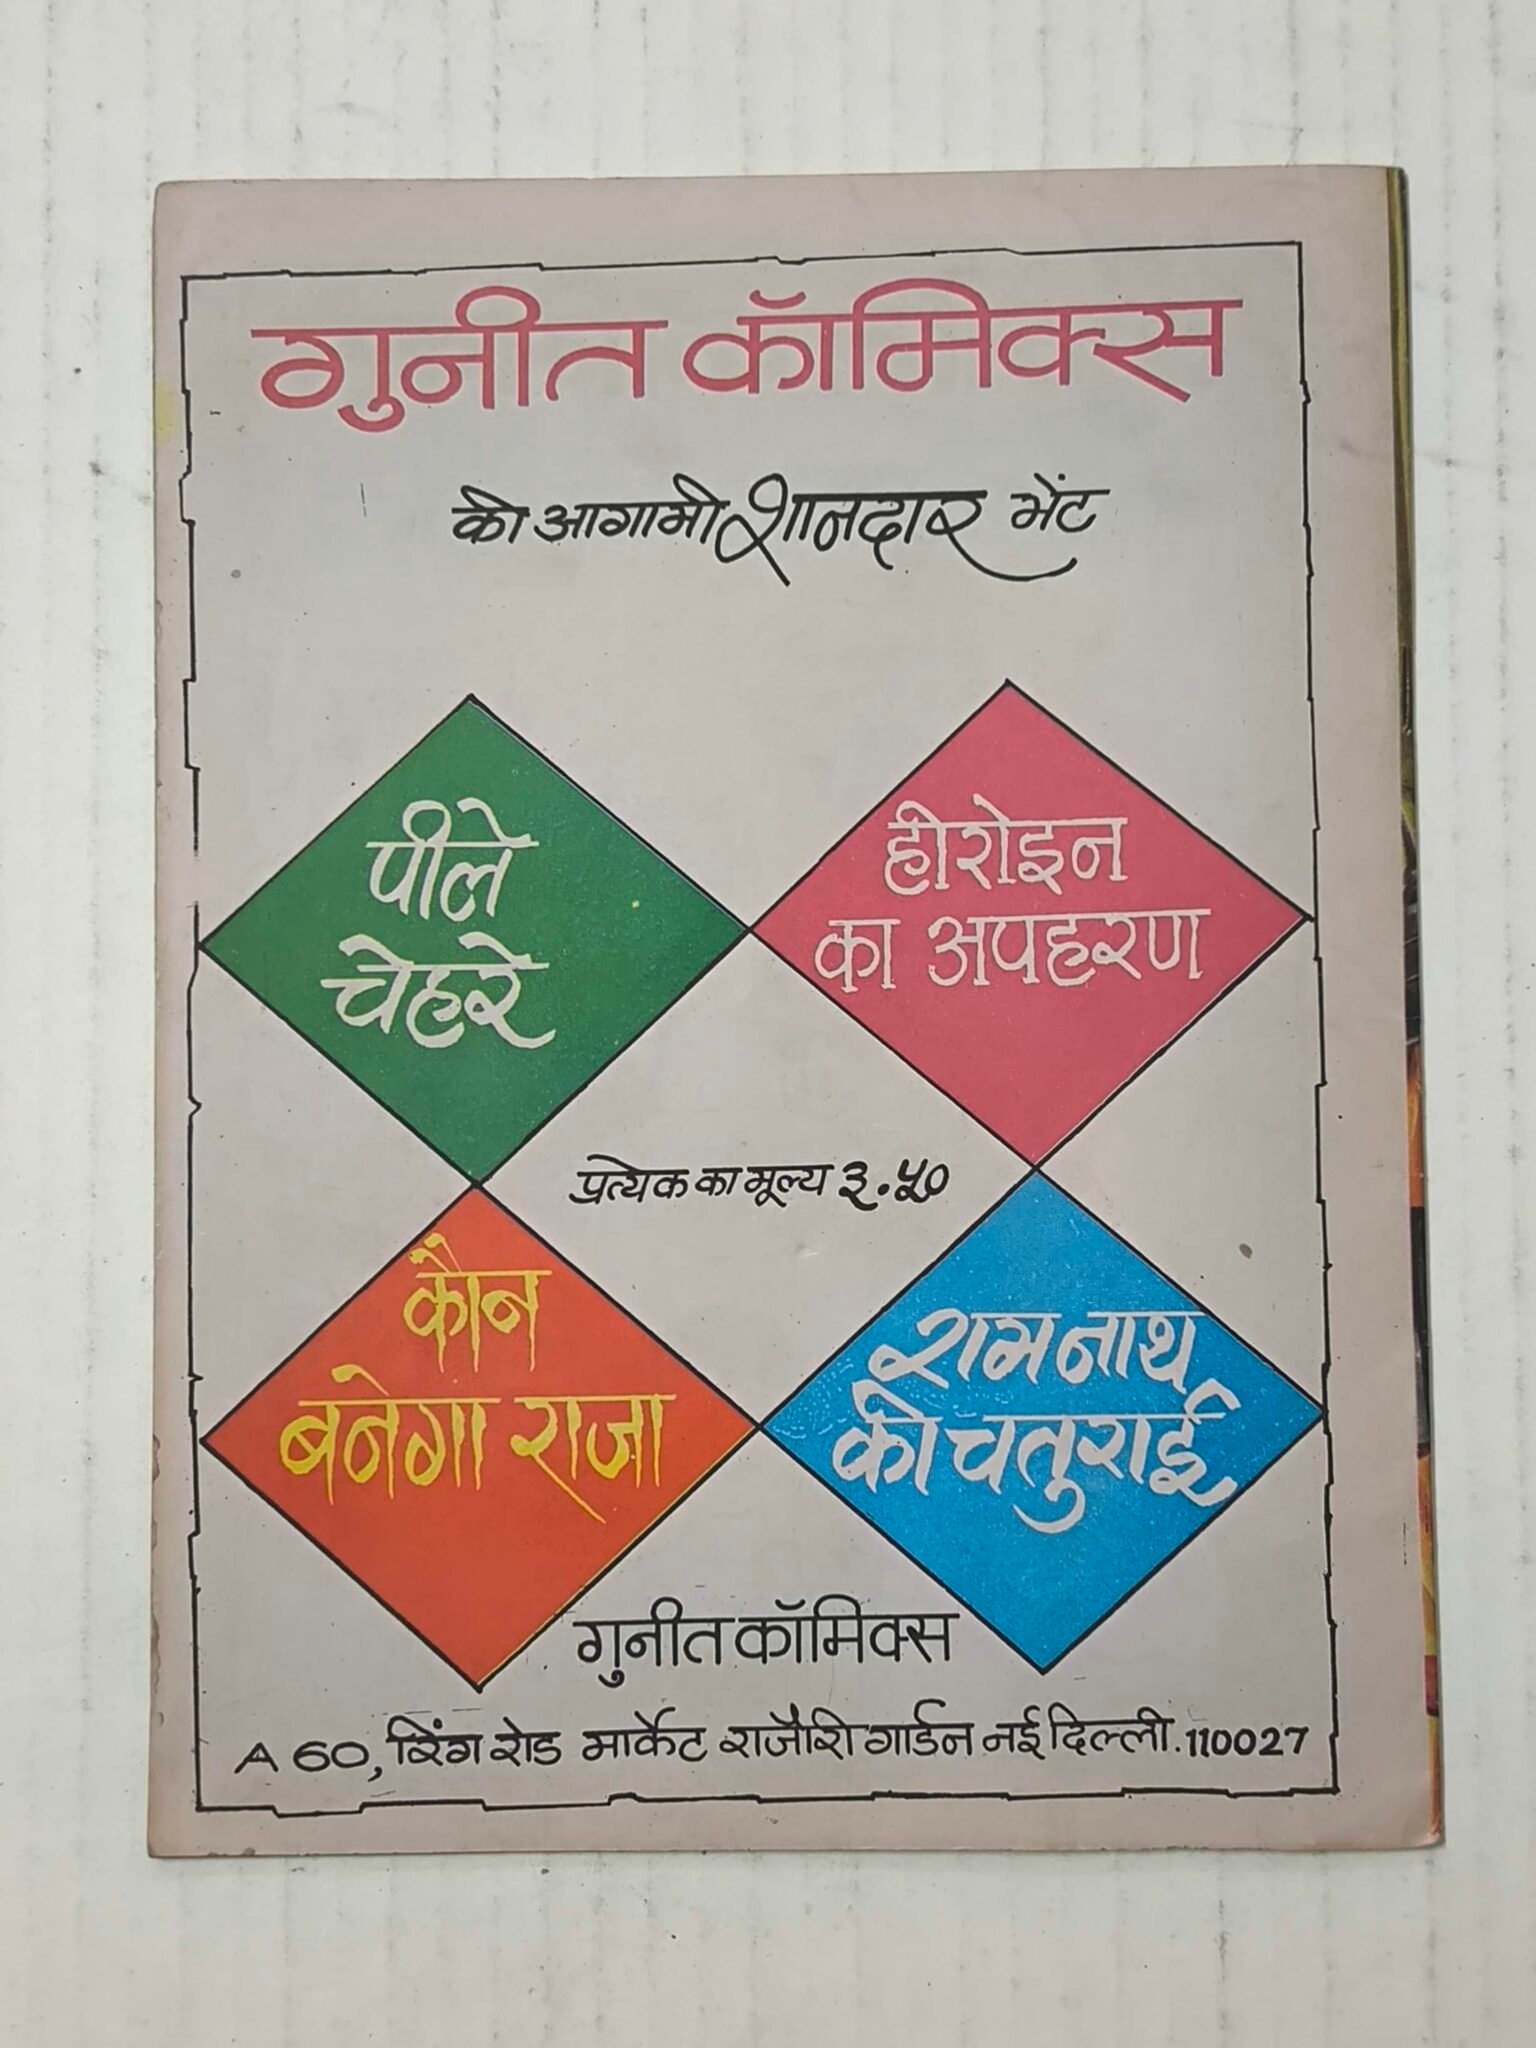 गुनीत कॉमिक्स
की आगामी शानदार भेंट
पीले
चेहरे
हीरोइन
का अपहरण
प्रत्येक का मूल्य ३.५०
कौन
बनेगा राजा
रामनाथ
की चतुराई
गुनीत कॉमिक्स
A 60, रिंग रोड मार्केट राजौरी गार्डन नई दिल्ली. 110027